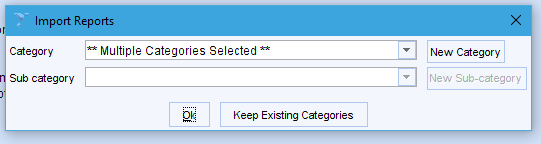 Import Reports
Category ** Multiple Categories Selected ** New Category
Sub category New Sub-category
Ok Keep Existing Categories